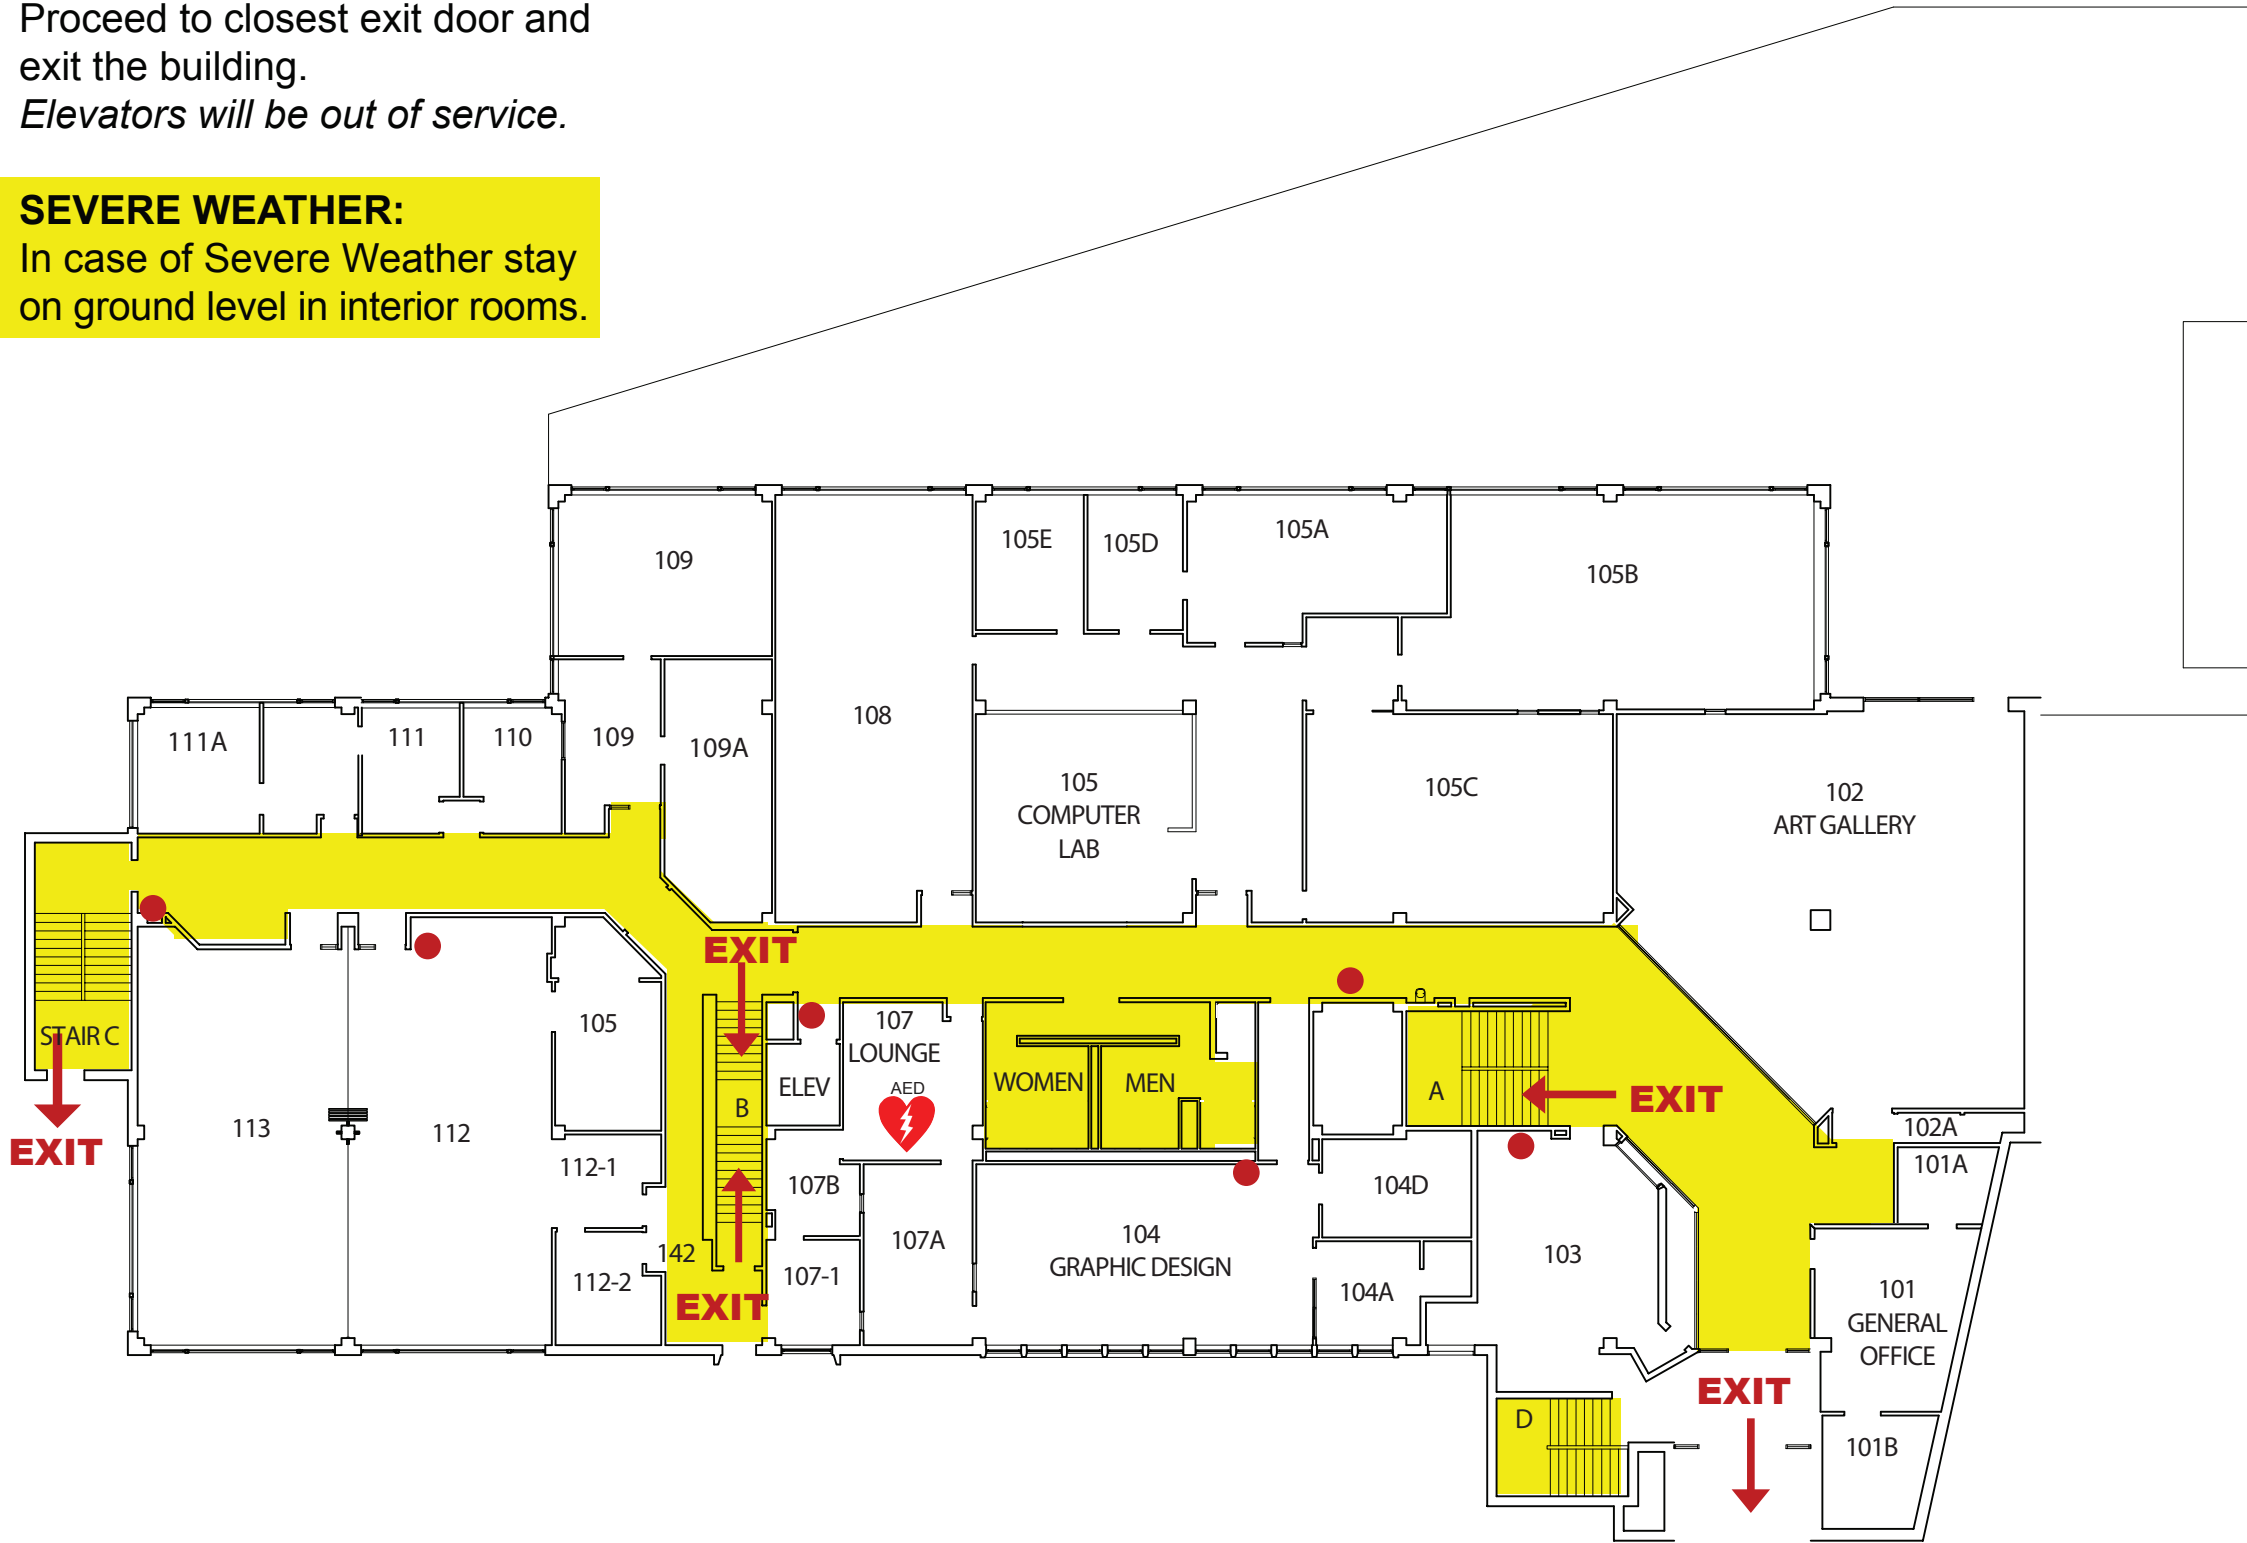 Proceed to closest exit door and
exit the building.
Elevators will be out of service.
SEVERE WEATHER:
In case of Severe Weather stay
on ground level in interior rooms.
109
105E
105D
105A
105B
111A
111
110
109
109A
108
105
COMPUTER
LAB
105C
102
ART GALLERY
EXIT
STAIR C
105
107
LOUNGE
AED
ELEV
WOMEN
MEN
A
EXIT
B
102A
101A
EXIT
113
112
112-1
107B
104D
142
112-2
107A
107-1
104
GRAPHIC DESIGN
104A
103
101
GENERAL
OFFICE
EXIT
EXIT
D
101B